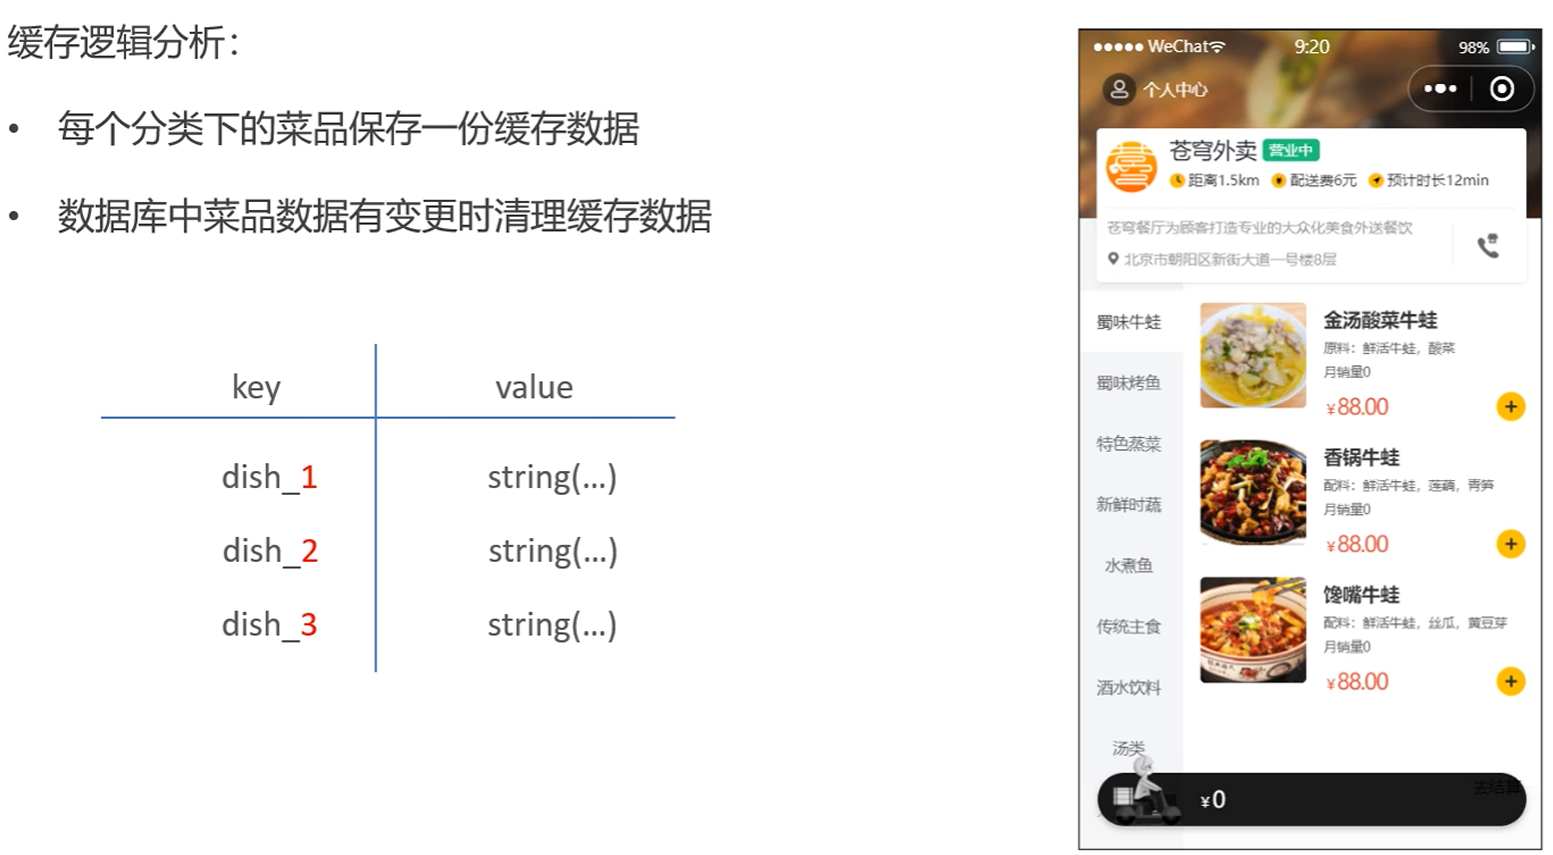 缓存逻辑分析：
• 每个分类下的菜品保存一份缓存数据
• 数据库中菜品数据有变更时清理缓存数据
key value
dish_1 string(...)
dish_2 string(...)
dish_3 string(...)
WeChat 9:20 98%
个人中心
苍穹外卖 营业中
距离1.5km 配送费6元 预计时长12min
苍穹餐厅为顾客打造专业的大众化美食外送餐饮
北京市朝阳区新街大道一号楼8层
蜀味牛蛙
蜀味烤鱼
特色蒸菜
新鲜时蔬
水煮鱼
传统主食
酒水饮料
汤类
金汤酸菜牛蛙
原料：鲜活牛蛙，酸菜
月销量0
¥88.00
香锅牛蛙
配料：鲜活牛蛙，莲藕，青笋
月销量0
¥88.00
馋嘴牛蛙
配料：鲜活牛蛙，丝瓜，黄豆芽
月销量0
¥88.00
¥0
去结算